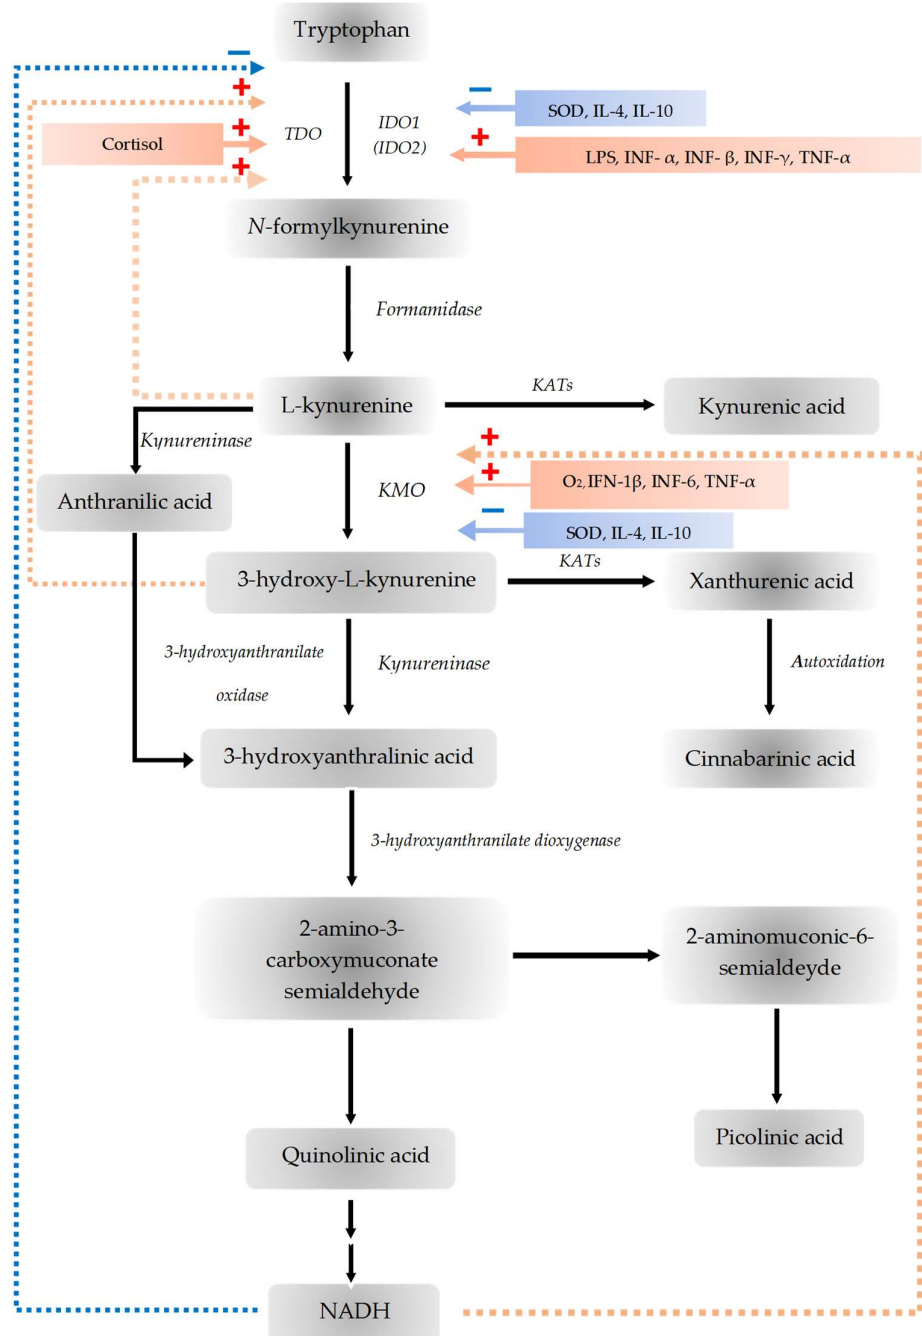 Tryptophan
−
+
TDO
IDO1
(IDO2)
−
SOD, IL-4, IL-10
Cortisol
+
+
+
LPS, INF- α, INF- β, INF-γ, TNF-α
N-formylkynurenine
Formamidase
L-kynurenine
KATs
Kynurenic acid
Kynureninase
+
Anthranilic acid
KMO
+
O2, IFN-1β, INF-6, TNF-α
−
SOD, IL-4, IL-10
3-hydroxy-L-kynurenine
KATs
Xanthurenic acid
3-hydroxyanthranilate
oxidase
Kynureninase
Autoxidation
3-hydroxyanthralinic acid
Cinnabarinic acid
3-hydroxyanthranilate dioxygenase
2-amino-3-
carboxymuconate
semialdehyde
2-aminomuconic-6-
semialdeyde
Quinolinic acid
Picolinic acid
NADH